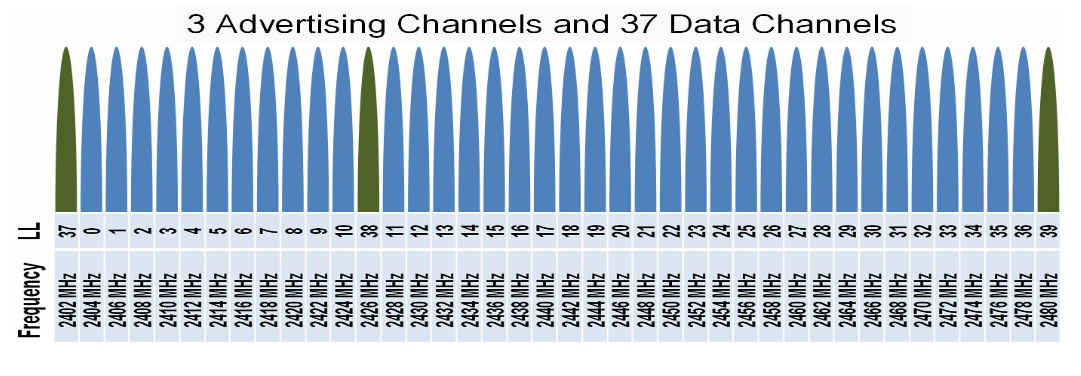 3 Advertising Channels and 37 Data Channels
LL 37 0 1 2 3 4 5 6 7 8 9 10 38 11 12 13 14 15 16 17 18 19 20 21 22 23 24 25 26 27 28 29 30 31 32 33 34 35 36 39
Frequency 2402 MHz 2404 MHz 2406 MHz 2408 MHz 2410 MHz 2412 MHz 2414 MHz 2416 MHz 2418 MHz 2420 MHz 2422 MHz 2424 MHz 2426 MHz 2428 MHz 2430 MHz 2432 MHz 2434 MHz 2436 MHz 2438 MHz 2440 MHz 2442 MHz 2444 MHz 2446 MHz 2448 MHz 2450 MHz 2452 MHz 2454 MHz 2456 MHz 2458 MHz 2460 MHz 2462 MHz 2464 MHz 2466 MHz 2468 MHz 2470 MHz 2472 MHz 2474 MHz 2476 MHz 2478 MHz 2480 MHz